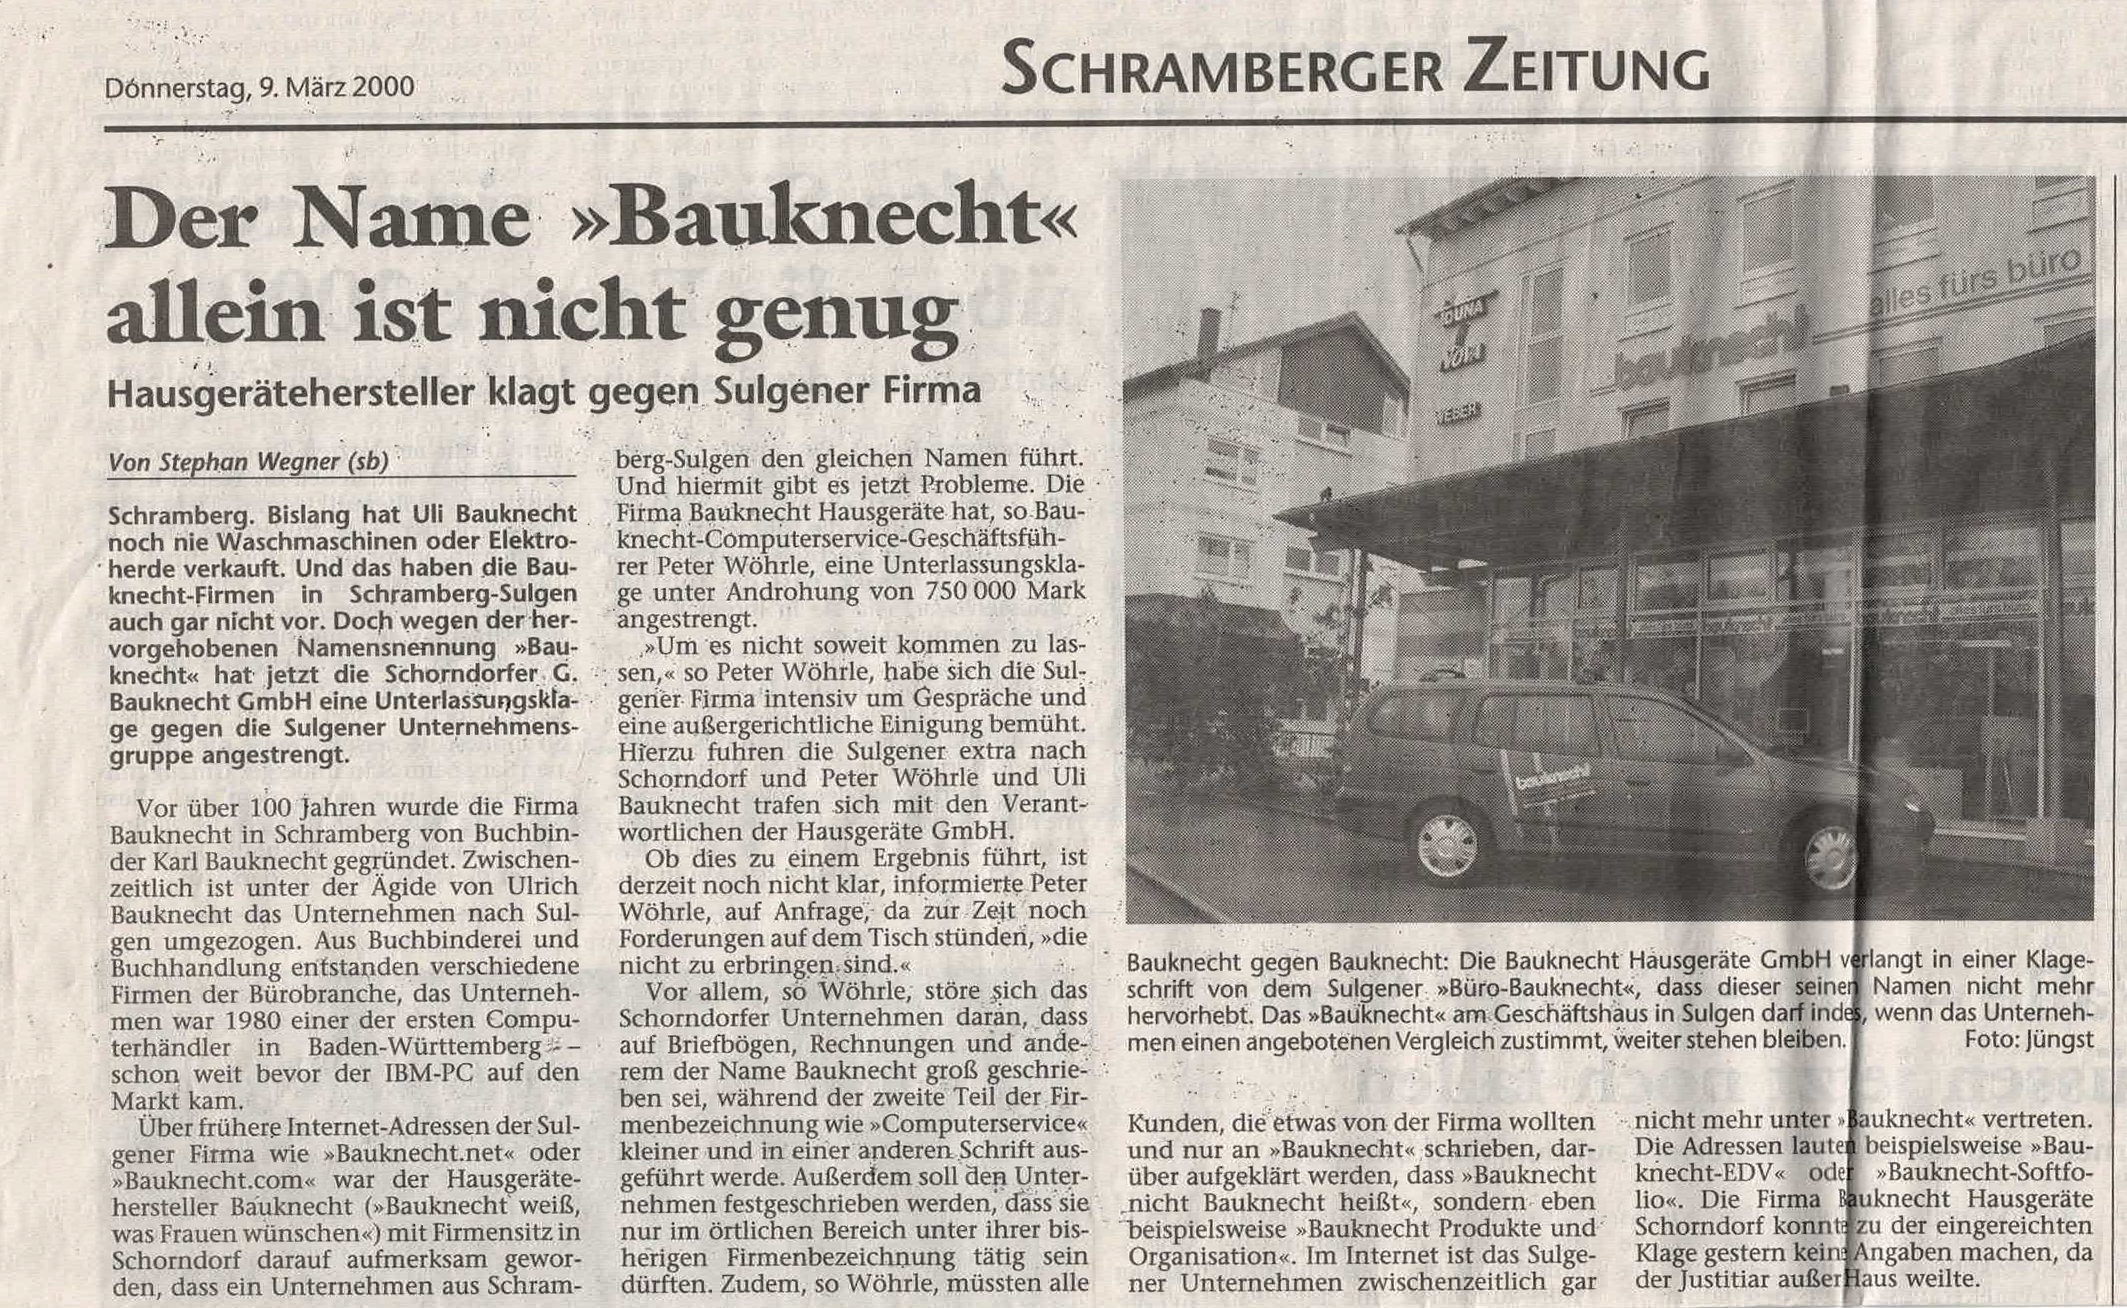 Donnerstag, 9. März 2000
SCHRAMBERGER ZEITUNG
Der Name »Bauknecht«
allein ist nicht genug
Hausgerätehersteller klagt gegen Sulgener Firma
Von Stephan Wegner (sb)
Schramberg. Bislang hat Uli Bauknecht
noch nie Waschmaschinen oder Elektro-
herde verkauft. Und das haben die Bau-
knecht-Firmen in Schramberg-Sulgen
auch gar nicht vor. Doch wegen der her-
vorgehobenen Namensnennung »Bau-
knecht« hat jetzt die Schorndorfer G.
Bauknecht GmbH eine Unterlassungskla-
ge gegen die Sulgener Unternehmens-
gruppe angestrengt.
Vor über 100 Jahren wurde die Firma
Bauknecht in Schramberg von Buchbin-
der Karl Bauknecht gegründet. Zwischen-
zeitlich ist unter der Ägide von Ulrich
Bauknecht das Unternehmen nach Sul-
gen umgezogen. Aus Buchbinderei und
Buchhandlung entstanden verschiedene
Firmen der Bürobranche, das Unterneh-
men war 1980 einer der ersten Compu-
terhändler in Baden-Württemberg –
schon weit bevor der IBM-PC auf den
Markt kam.
Über frühere Internet-Adressen der Sul-
gener Firma wie »Bauknecht.net« oder
»Bauknecht.com« war der Hausgeräte-
hersteller Bauknecht (»Bauknecht weiß,
was Frauen wünschen«) mit Firmensitz in
Schorndorf darauf aufmerksam gewor-
den, dass ein Unternehmen aus Schram-
berg-Sulgen den gleichen Namen führt.
Und hiermit gibt es jetzt Probleme. Die
Firma Bauknecht Hausgeräte hat, so Bau-
knecht-Computerservice-Geschäftsfüh-
rer Peter Wöhrle, eine Unterlassungskla-
ge unter Androhung von 750 000 Mark
angestrengt.
»Um es nicht soweit kommen zu las-
sen,« so Peter Wöhrle, habe sich die Sul-
gener Firma intensiv um Gespräche und
eine außergerichtliche Einigung bemüht.
Hierzu fuhren die Sulgener extra nach
Schorndorf und Peter Wöhrle und Uli
Bauknecht trafen sich mit den Verant-
wortlichen der Hausgeräte GmbH.
Ob dies zu einem Ergebnis führt, ist
derzeit noch nicht klar, informierte Peter
Wöhrle, auf Anfrage, da zur Zeit noch
Forderungen auf dem Tisch stünden, »die
nicht zu erbringen sind.«
Vor allem, so Wöhrle, störe sich das
Schorndorfer Unternehmen daran, dass
auf Briefbögen, Rechnungen und ande-
rem der Name Bauknecht groß geschrie-
ben sei, während der zweite Teil der Fir-
menbezeichnung wie »Computerservice«
kleiner und in einer anderen Schrift aus-
geführt werde. Außerdem soll den Unter-
nehmen festgeschrieben werden, dass sie
nur im örtlichen Bereich unter ihrer bis-
herigen Firmenbezeichnung tätig sein
dürften. Zudem, so Wöhrle, müssten alle
alles fürs büro
bauknecht
DUNA
NOVA
WEBER
bauknecht
alles fürs büro
bauknecht
Bauknecht gegen Bauknecht: Die Bauknecht Hausgeräte GmbH verlangt in einer Klage-
schrift von dem Sulgener »Büro-Bauknecht«, dass dieser seinen Namen nicht mehr
hervorhebt. Das »Bauknecht« am Geschäftshaus in Sulgen darf indes, wenn das Unterneh-
men einen angebotenen Vergleich zustimmt, weiter stehen bleiben. Foto: Jüngst
Kunden, die etwas von der Firma wollten
und nur an »Bauknecht« schrieben, dar-
über aufgeklärt werden, dass »Bauknecht
nicht Bauknecht heißt«, sondern eben
beispielsweise »Bauknecht Produkte und
Organisation«. Im Internet ist das Sulge-
ner Unternehmen zwischenzeitlich gar
nicht mehr unter »Bauknecht« vertreten.
Die Adressen lauten beispielsweise »Bau-
knecht-EDV« oder »Bauknecht-Softfo-
lio«. Die Firma Bauknecht Hausgeräte
Schorndorf konnte zu der eingereichten
Klage gestern keine Angaben machen, da
der Justitiar außer Haus weilte.